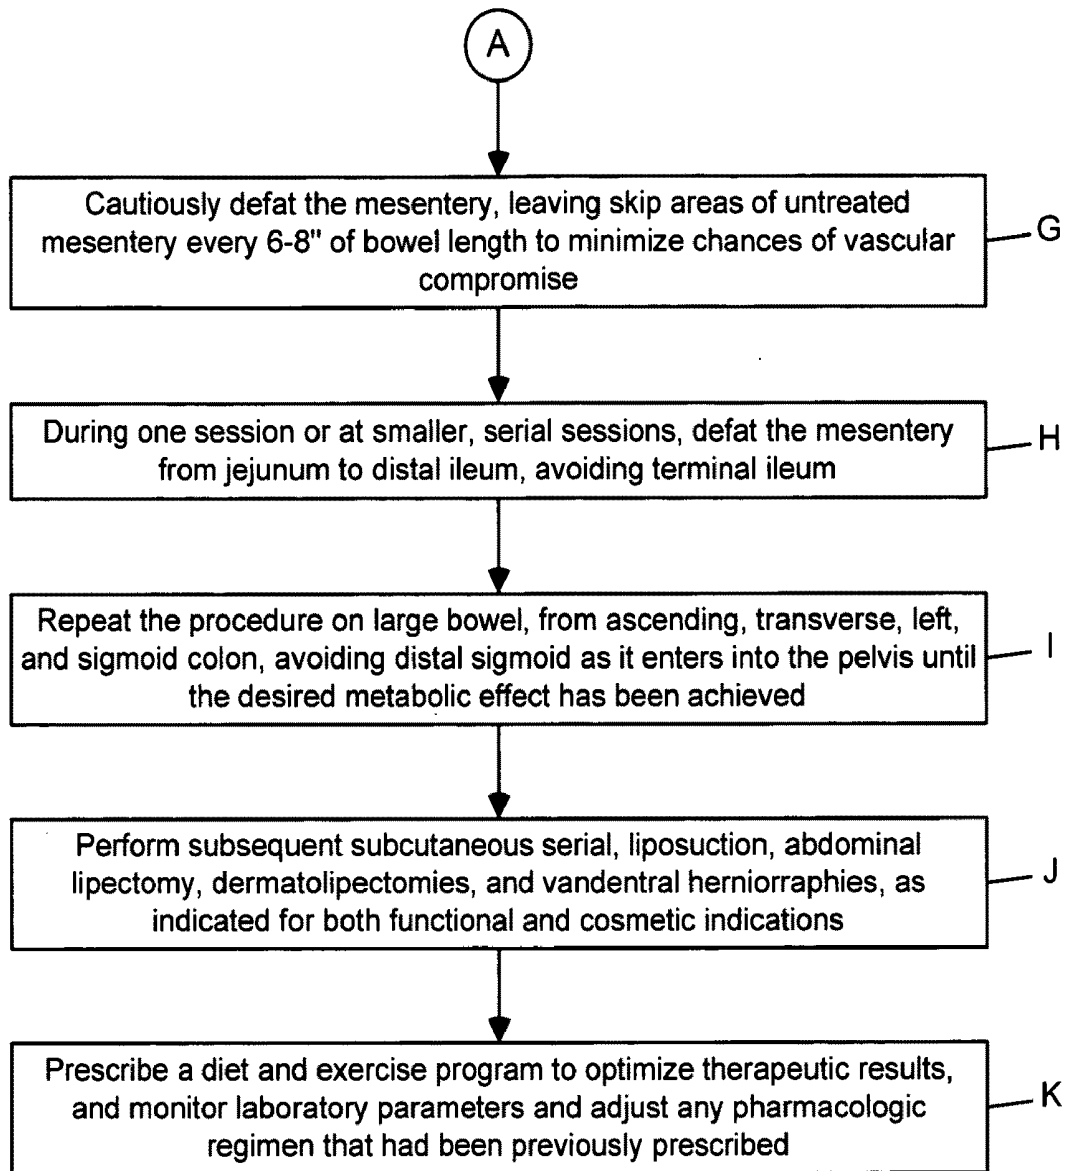 A
Cautiously defat the mesentery, leaving skip areas of untreated
mesentery every 6-8" of bowel length to minimize chances of vascular
compromise
G
During one session or at smaller, serial sessions, defat the mesentery
from jejunum to distal ileum, avoiding terminal ileum
H
Repeat the procedure on large bowel, from ascending, transverse, left,
and sigmoid colon, avoiding distal sigmoid as it enters into the pelvis until
the desired metabolic effect has been achieved
I
Perform subsequent subcutaneous serial, liposuction, abdominal
lipectomy, dermatolipectomies, and vandentral herniorraphies, as
indicated for both functional and cosmetic indications
J
Prescribe a diet and exercise program to optimize therapeutic results,
and monitor laboratory parameters and adjust any pharmacologic
regimen that had been previously prescribed
K